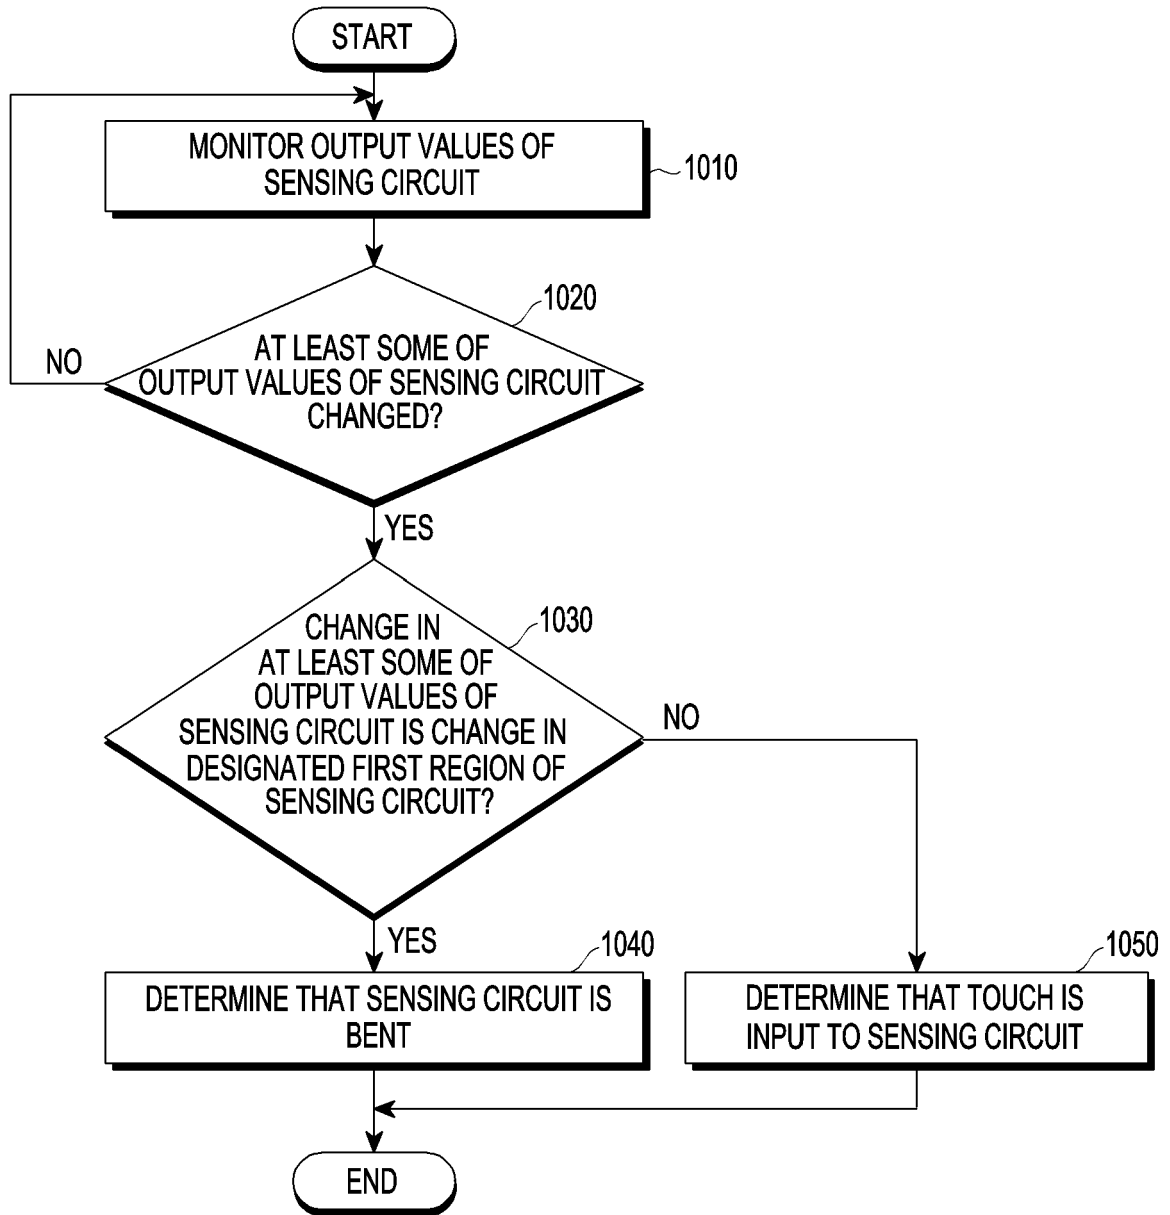 START
MONITOR OUTPUT VALUES OF
SENSING CIRCUIT
1010
1020
AT LEAST SOME OF
OUTPUT VALUES OF SENSING CIRCUIT
CHANGED?
NO
YES
1030
CHANGE IN
AT LEAST SOME OF
OUTPUT VALUES OF
SENSING CIRCUIT IS CHANGE IN
DESIGNATED FIRST REGION OF
SENSING CIRCUIT?
NO
YES
1040
DETERMINE THAT SENSING CIRCUIT IS
BENT
1050
DETERMINE THAT TOUCH IS
INPUT TO SENSING CIRCUIT
END